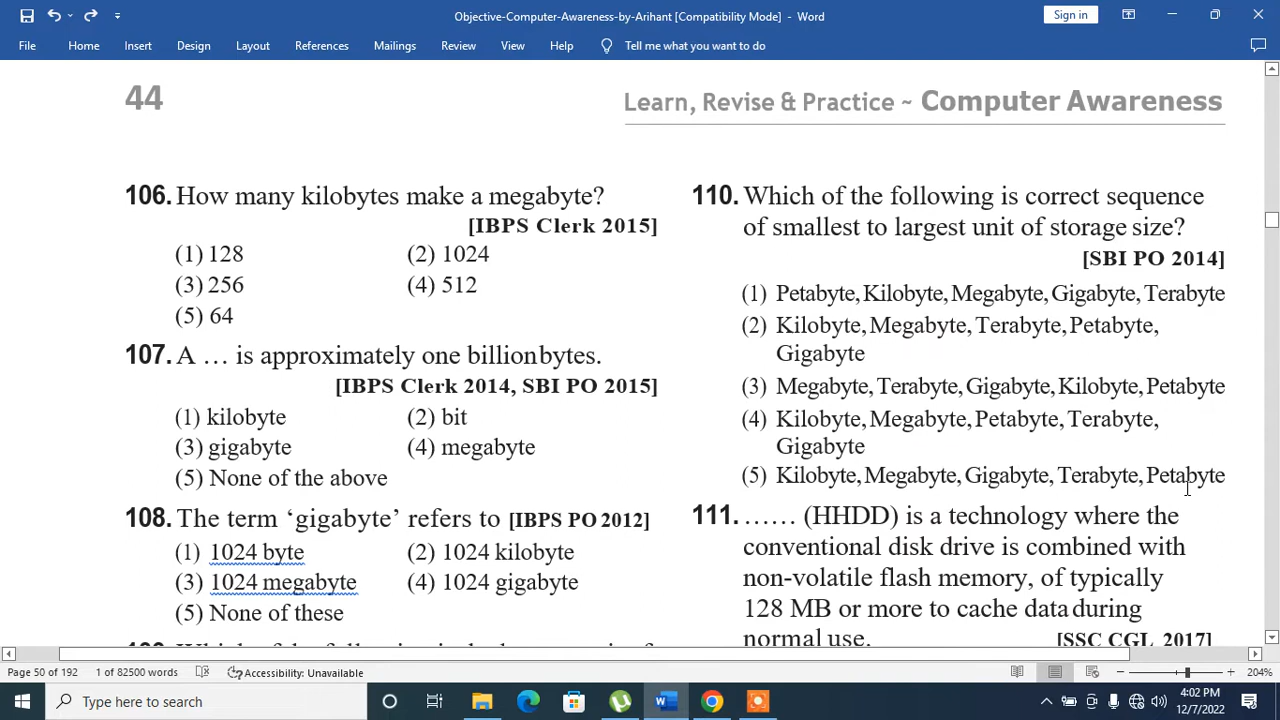 Objective-Computer-Awareness-by-Arihant [Compatibility Mode] - Word
Sign in
File Home Insert Design Layout References Mailings Review View Help Tell me what you want to do
44
Learn, Revise & Practice ~ Computer Awareness
106. How many kilobytes make a megabyte?
[IBPS Clerk 2015]
(1) 128 (2) 1024
(3) 256 (4) 512
(5) 64
107. A … is approximately one billion bytes.
[IBPS Clerk 2014, SBI PO 2015]
(1) kilobyte (2) bit
(3) gigabyte (4) megabyte
(5) None of the above
108. The term ‘gigabyte’ refers to [IBPS PO 2012]
(1) 1024 byte (2) 1024 kilobyte
(3) 1024 megabyte (4) 1024 gigabyte
(5) None of these
110. Which of the following is correct sequence
of smallest to largest unit of storage size?
[SBI PO 2014]
(1) Petabyte, Kilobyte, Megabyte, Gigabyte, Terabyte
(2) Kilobyte, Megabyte, Terabyte, Petabyte,
Gigabyte
(3) Megabyte, Terabyte, Gigabyte, Kilobyte, Petabyte
(4) Kilobyte, Megabyte, Petabyte, Terabyte,
Gigabyte
(5) Kilobyte, Megabyte, Gigabyte, Terabyte, Petabyte
111. …… (HHDD) is a technology where the
conventional disk drive is combined with
non-volatile flash memory, of typically
128 MB or more to cache data during
normal use. [SSC CGL 2017]
Page 50 of 192 1 of 82500 words Accessibility: Unavailable 204%
Type here to search
4:02 PM
12/7/2022